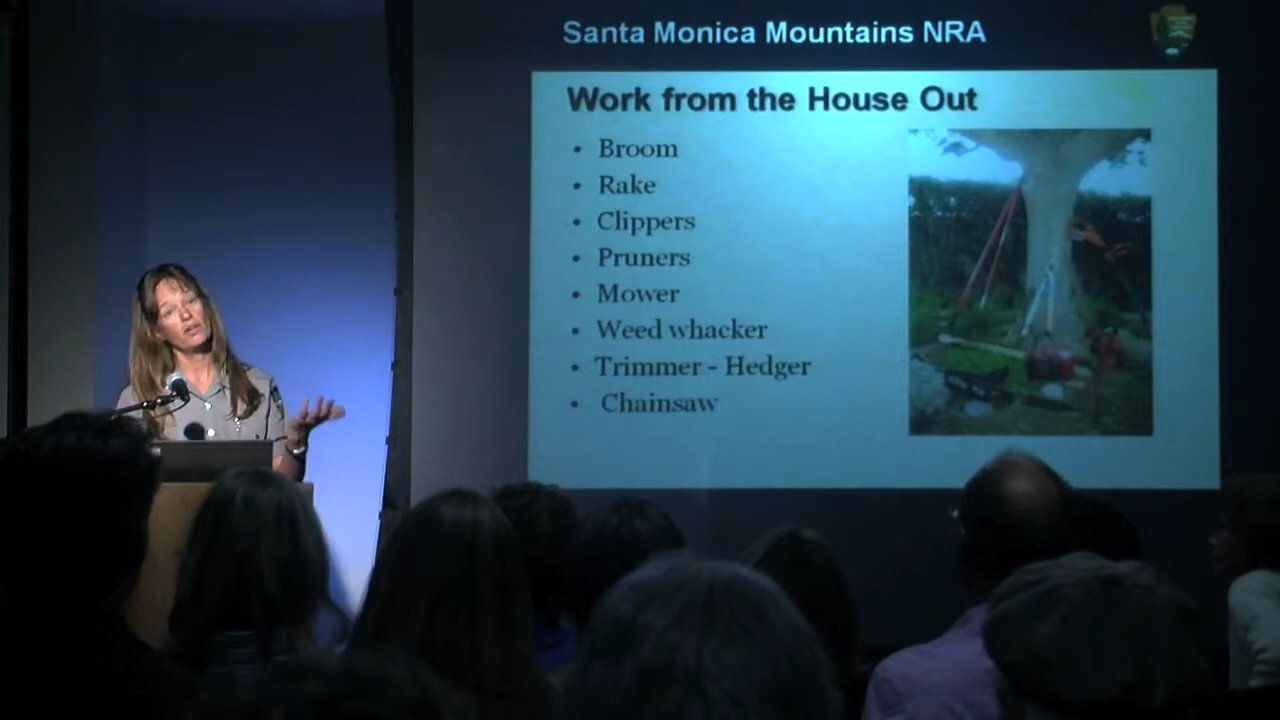 Santa Monica Mountains NRA
Work from the House Out
• Broom
• Rake
• Clippers
• Pruners
• Mower
• Weed whacker
• Trimmer - Hedger
• Chainsaw